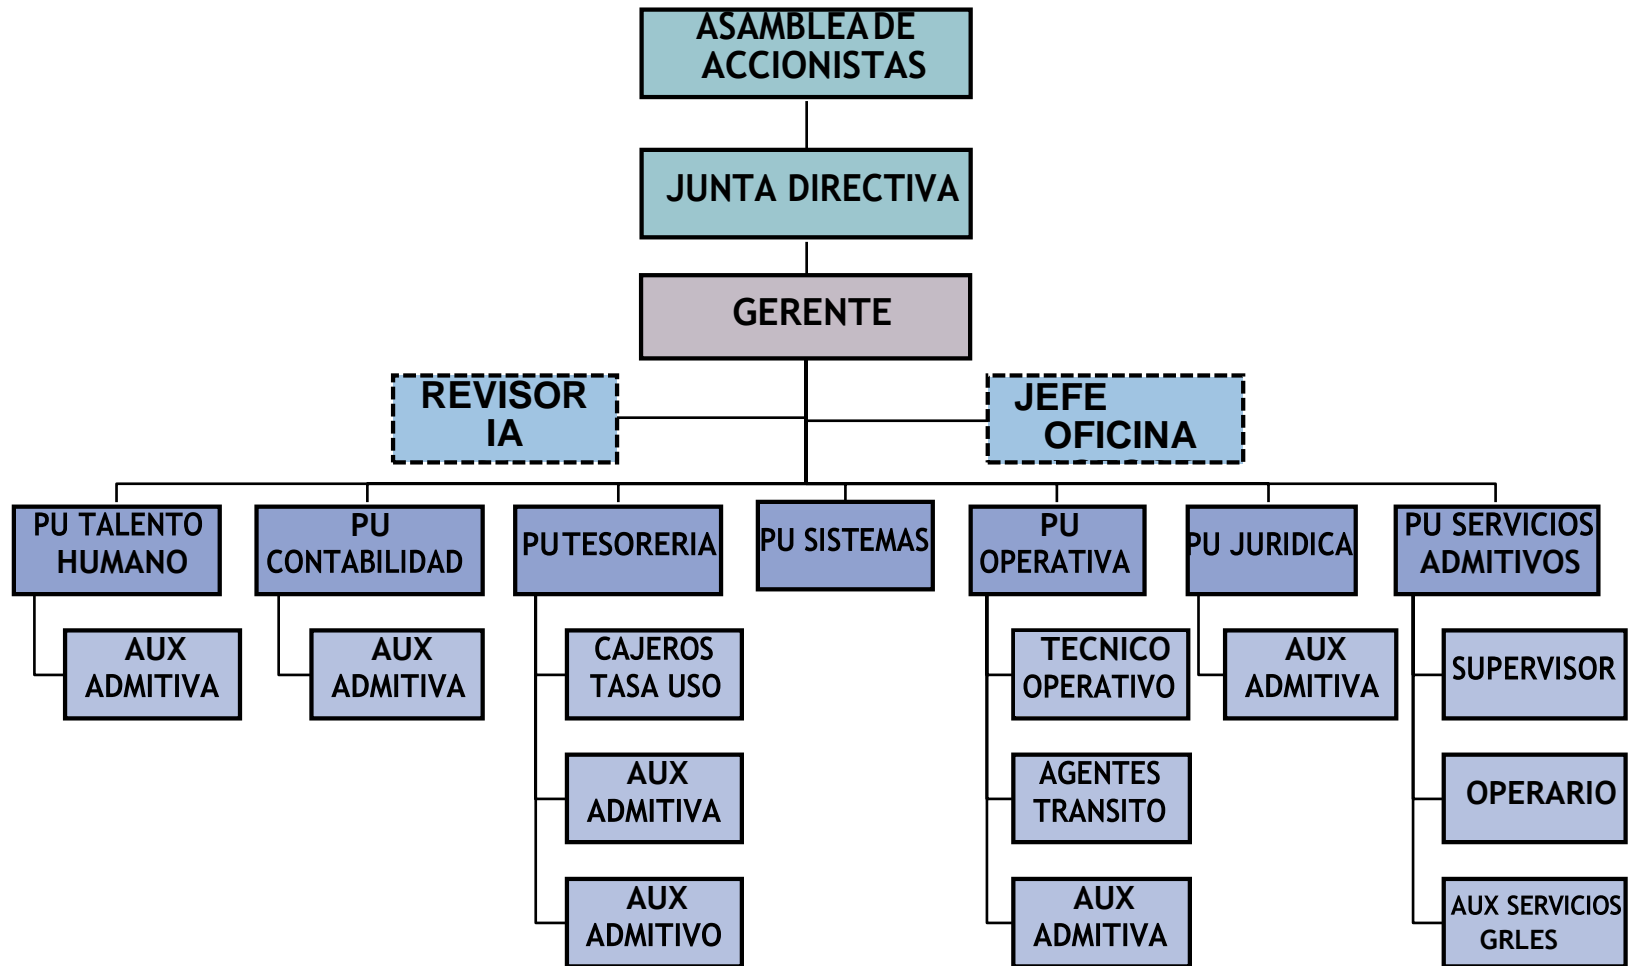 ASAMBLEA DE
ACCIONISTAS
JUNTA DIRECTIVA
GERENTE
REVISOR
IA
JEFE
OFICINA
PU TALENTO
HUMANO
PU
CONTABILIDAD
PU TESORERIA
PU SISTEMAS
PU
OPERATIVA
PU JURIDICA
PU SERVICIOS
ADMITIVOS
AUX
ADMITIVA
AUX
ADMITIVA
CAJEROS
TASA USO
TECNICO
OPERATIVO
AUX
ADMITIVA
SUPERVISOR
AUX
ADMITIVA
AGENTES
TRANSITO
OPERARIO
AUX
ADMITIVO
AUX
ADMITIVA
AUX SERVICIOS
GRLES